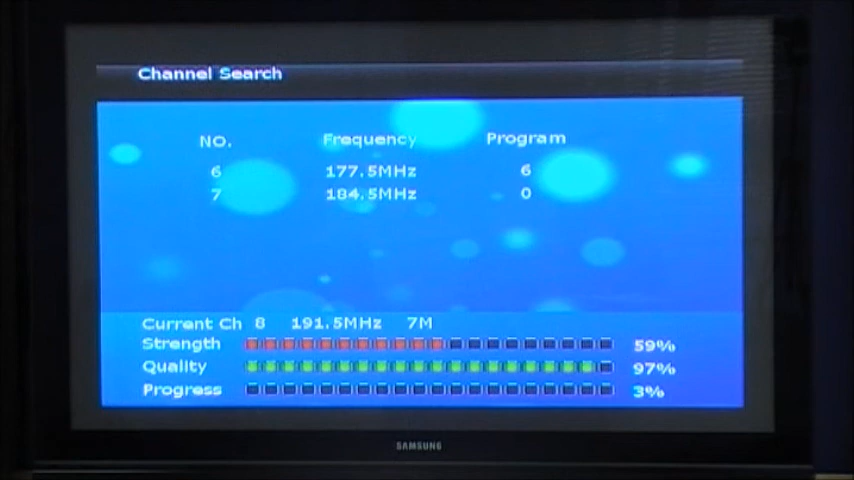 Channel Search
NO. Frequency Program
6 177.5MHz 6
7 184.5MHz 0
Current Ch 8 191.5MHz 7M
Strength 59%
Quality 97%
Progress 3%
SAMSUNG